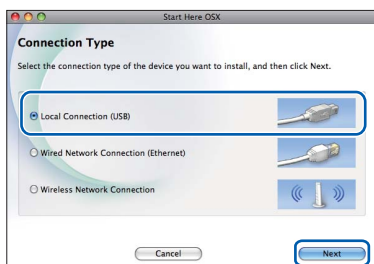 Start Here OSX
Connection Type
Select the connection type of the device you want to install, and then click Next.
Local Connection (USB)
Wired Network Connection (Ethernet)
Wireless Network Connection
Cancel
Next